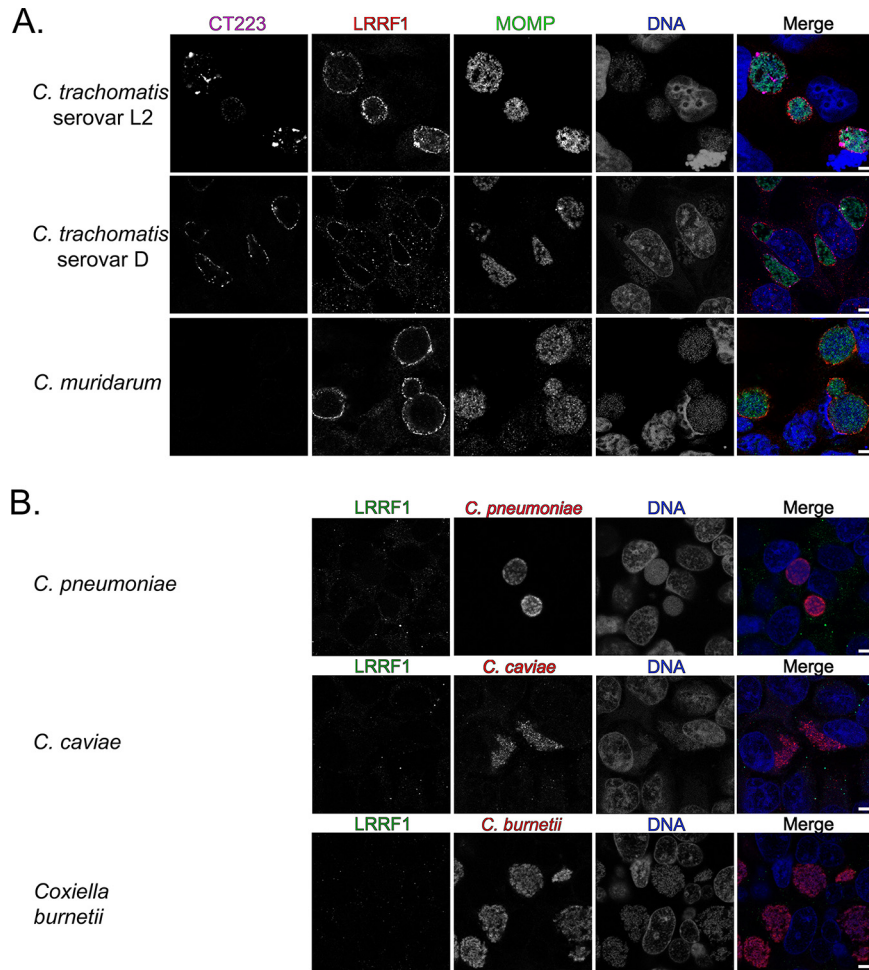 A.
CT223 LRRF1 MOMP DNA Merge
C. trachomatis
serovar L2
C. trachomatis
serovar D
C. muridarum
B.
LRRF1 C. pneumoniae DNA Merge
C. pneumoniae
LRRF1 C. caviae DNA Merge
C. caviae
LRRF1 C. burnetii DNA Merge
Coxiella
burnetii